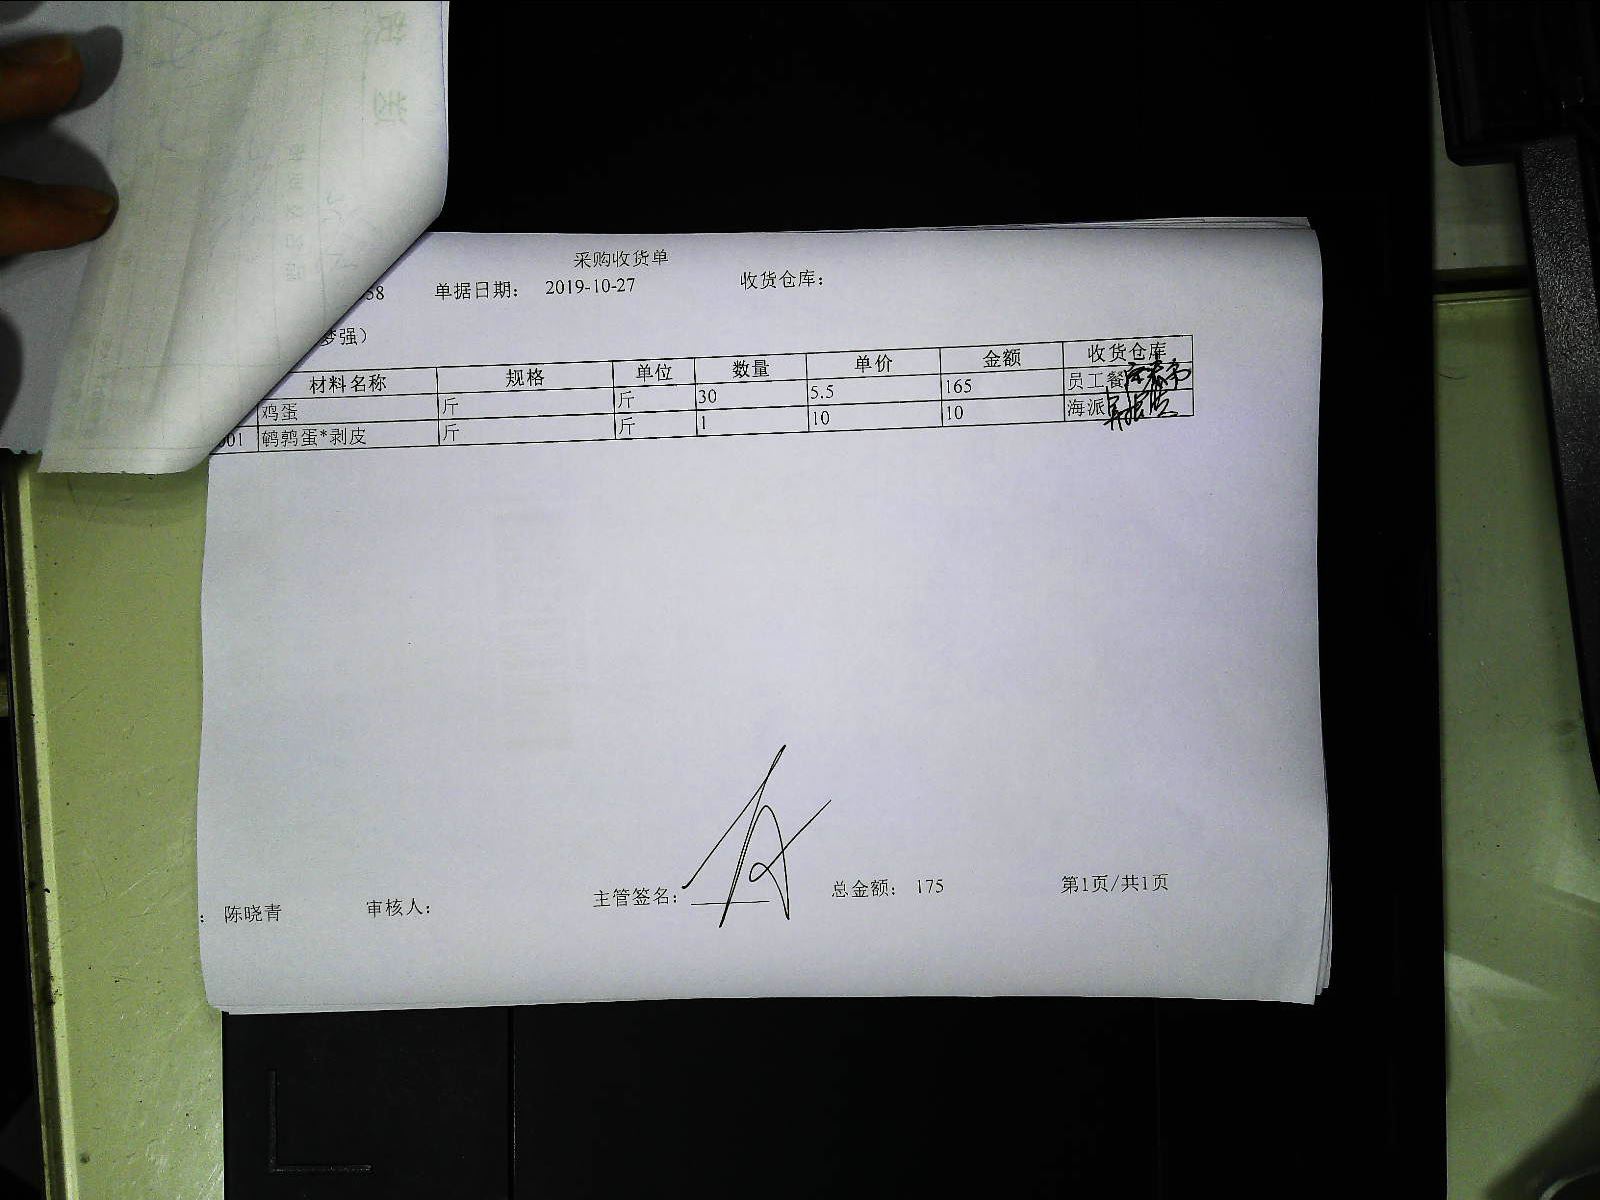 采购收货单
58 单据日期： 2019-10-27 收货仓库：
梦强）
材料名称 规格 单位 数量 单价 金额 收货仓库
鸡蛋 斤 斤 30 5.5 165 员工餐
001 鹌鹑蛋*剥皮 斤 斤 1 10 10 海派
： 陈晓青 审核人： 主管签名： 总金额： 175 第1页/共1页